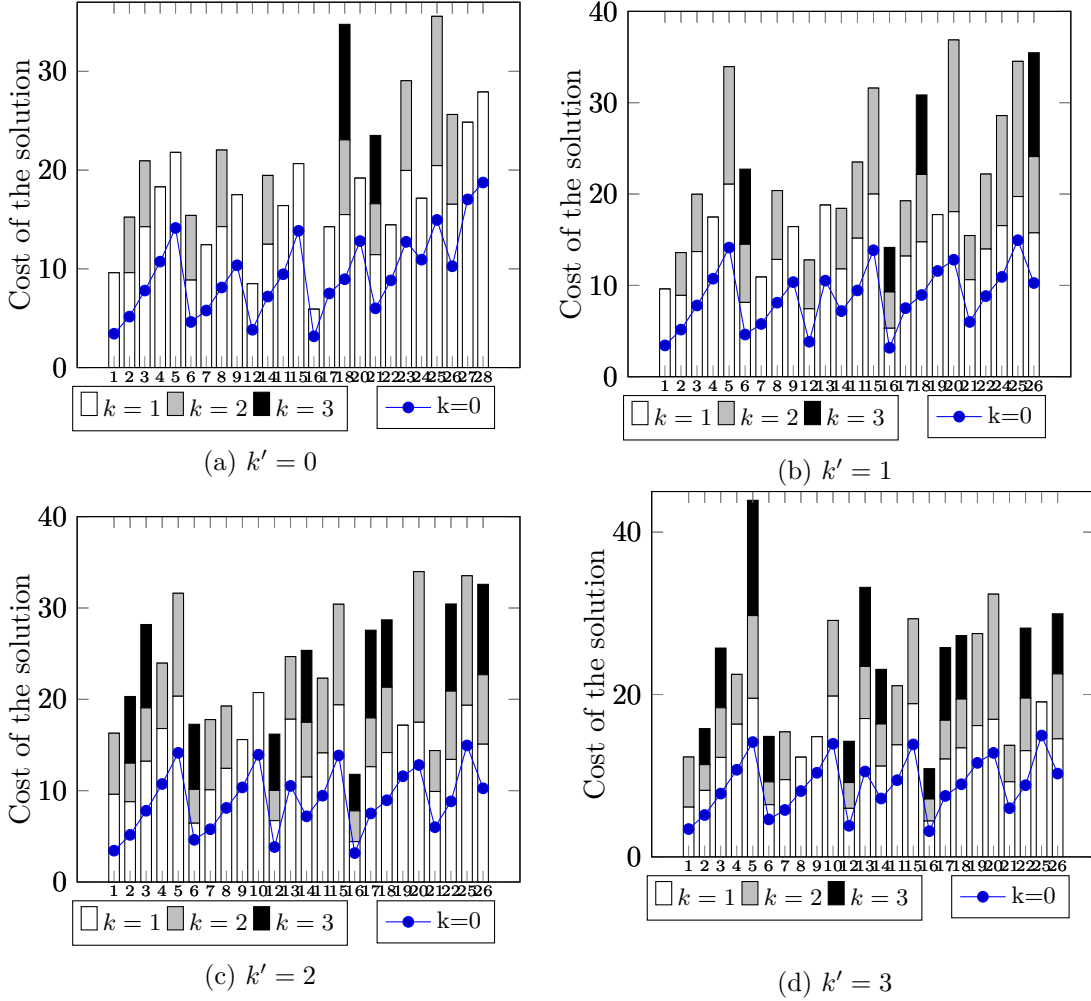 Cost of the solution
30
20
10
0
1 2 3 4 5 6 7 8 9 12 14 11 15 16 17 18 20 21 22 23 24 25 26 27 28
k = 1 k = 2 k = 3 k=0
(a) k′ = 0
Cost of the solution
40
30
20
10
0
1 2 3 4 5 6 7 8 9 12 13 14 11 15 16 17 18 19 20 21 22 24 25 26
k = 1 k = 2 k = 3 k=0
(b) k′ = 1
Cost of the solution
40
30
20
10
0
1 2 3 4 5 6 7 8 9 10 12 13 14 11 15 16 17 18 19 20 21 22 25 26
k = 1 k = 2 k = 3 k=0
(c) k′ = 2
Cost of the solution
40
20
0
1 2 3 4 5 6 7 8 9 10 12 13 14 11 15 16 17 18 19 20 21 22 25 26
k = 1 k = 2 k = 3 k=0
(d) k′ = 3